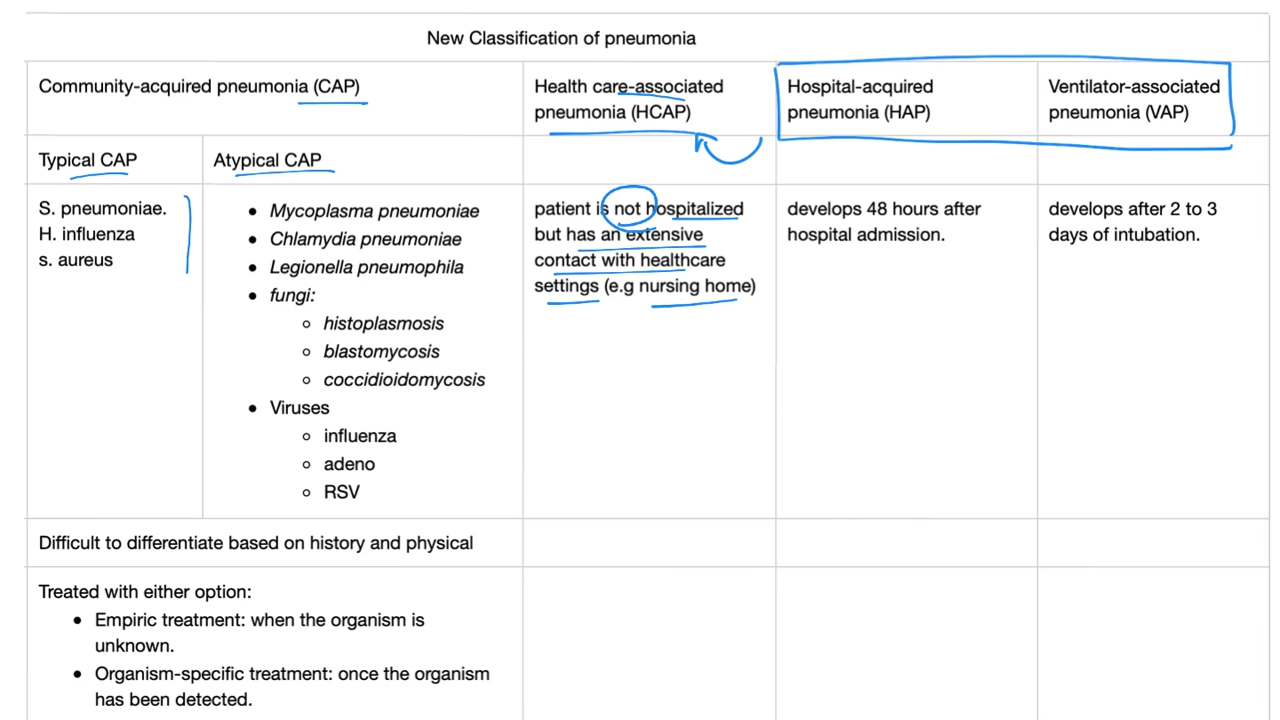 New Classification of pneumonia
Community-acquired pneumonia (CAP)
Health care-associated
pneumonia (HCAP)
Hospital-acquired
pneumonia (HAP)
Ventilator-associated
pneumonia (VAP)
Typical CAP
Atypical CAP
S. pneumoniae.
H. influenza
s. aureus
• Mycoplasma pneumoniae
• Chlamydia pneumoniae
• Legionella pneumophila
• fungi:
○ histoplasmosis
○ blastomycosis
○ coccidioidomycosis
• Viruses
○ influenza
○ adeno
○ RSV
patient is not hospitalized
but has an extensive
contact with healthcare
settings (e.g nursing home)
develops 48 hours after
hospital admission.
develops after 2 to 3
days of intubation.
Difficult to differentiate based on history and physical
Treated with either option:
• Empiric treatment: when the organism is
unknown.
• Organism-specific treatment: once the organism
has been detected.